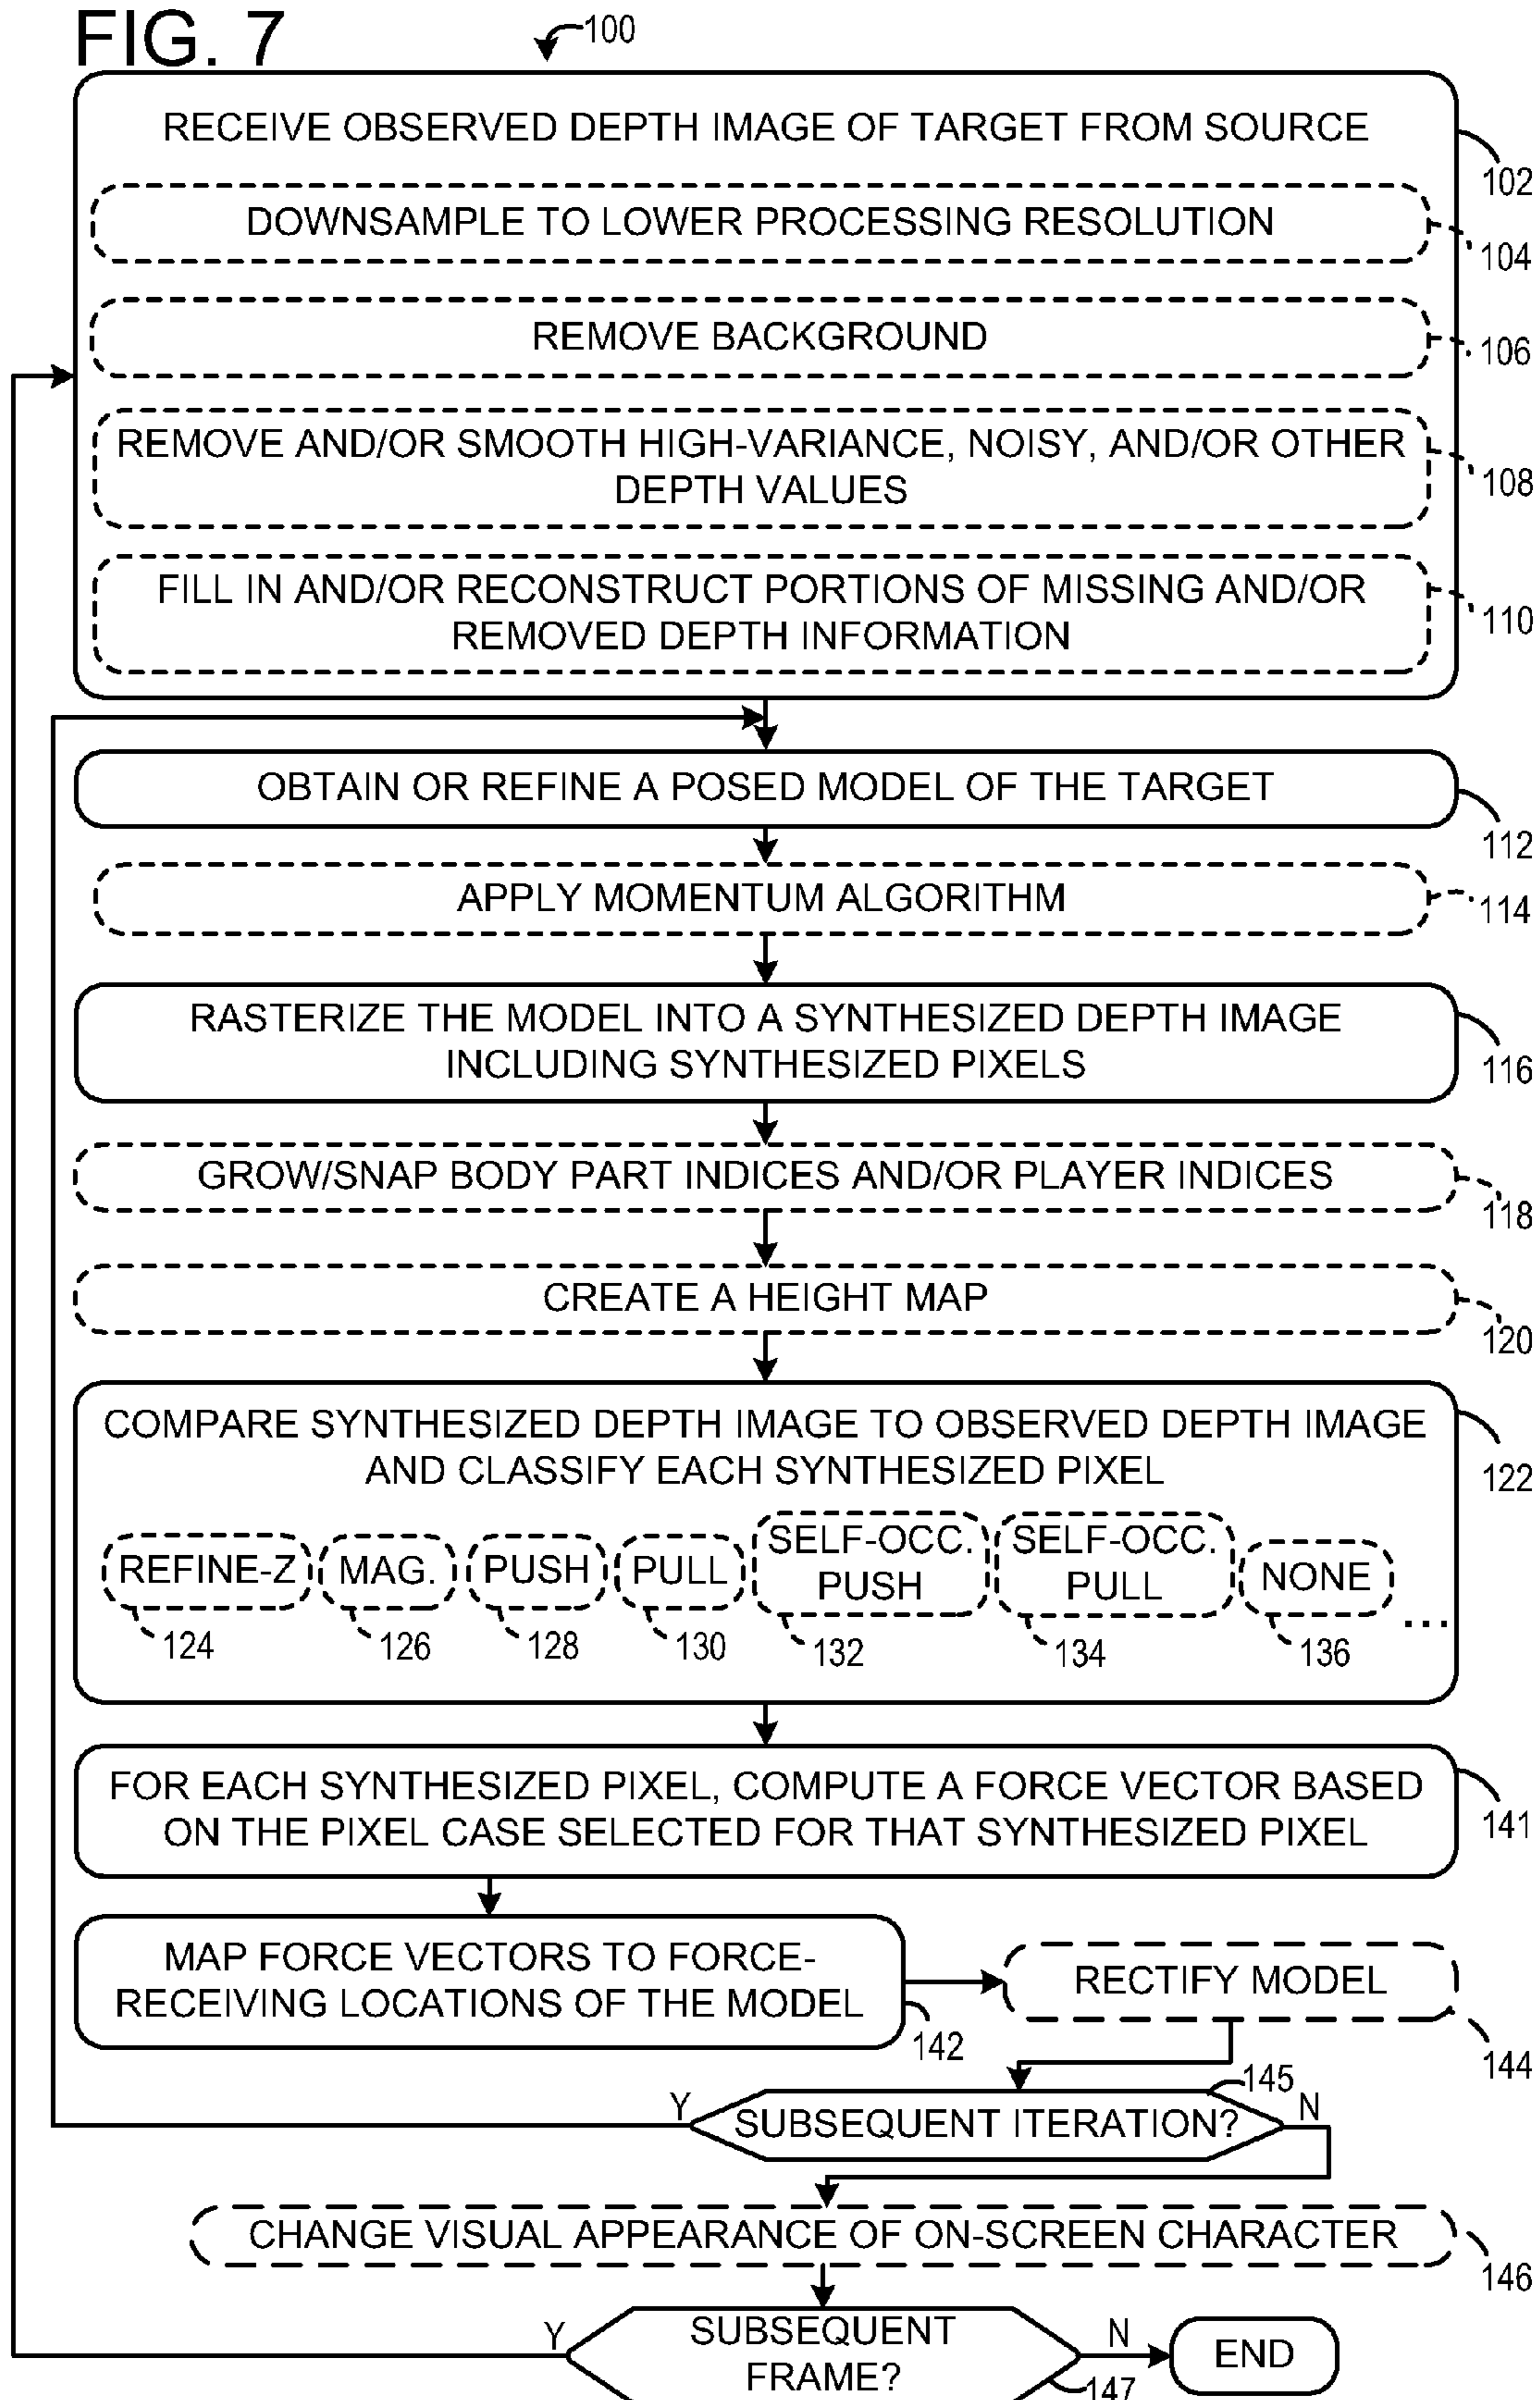 FIG. 7
100
RECEIVE OBSERVED DEPTH IMAGE OF TARGET FROM SOURCE
102
DOWNSAMPLE TO LOWER PROCESSING RESOLUTION
104
REMOVE BACKGROUND
106
REMOVE AND/OR SMOOTH HIGH-VARIANCE, NOISY, AND/OR OTHER
DEPTH VALUES
108
FILL IN AND/OR RECONSTRUCT PORTIONS OF MISSING AND/OR
REMOVED DEPTH INFORMATION
110
OBTAIN OR REFINE A POSED MODEL OF THE TARGET
112
APPLY MOMENTUM ALGORITHM
114
RASTERIZE THE MODEL INTO A SYNTHESIZED DEPTH IMAGE
INCLUDING SYNTHESIZED PIXELS
116
GROW/SNAP BODY PART INDICES AND/OR PLAYER INDICES
118
CREATE A HEIGHT MAP
120
COMPARE SYNTHESIZED DEPTH IMAGE TO OBSERVED DEPTH IMAGE
AND CLASSIFY EACH SYNTHESIZED PIXEL
122
REFINE-Z
124
MAG.
126
PUSH
128
PULL
130
SELF-OCC.
PUSH
132
SELF-OCC.
PULL
134
NONE
136
...
FOR EACH SYNTHESIZED PIXEL, COMPUTE A FORCE VECTOR BASED
ON THE PIXEL CASE SELECTED FOR THAT SYNTHESIZED PIXEL
141
MAP FORCE VECTORS TO FORCE-
RECEIVING LOCATIONS OF THE MODEL
142
RECTIFY MODEL
144
145
Y
SUBSEQUENT ITERATION?
N
CHANGE VISUAL APPEARANCE OF ON-SCREEN CHARACTER
146
Y
SUBSEQUENT
FRAME?
N
147
END